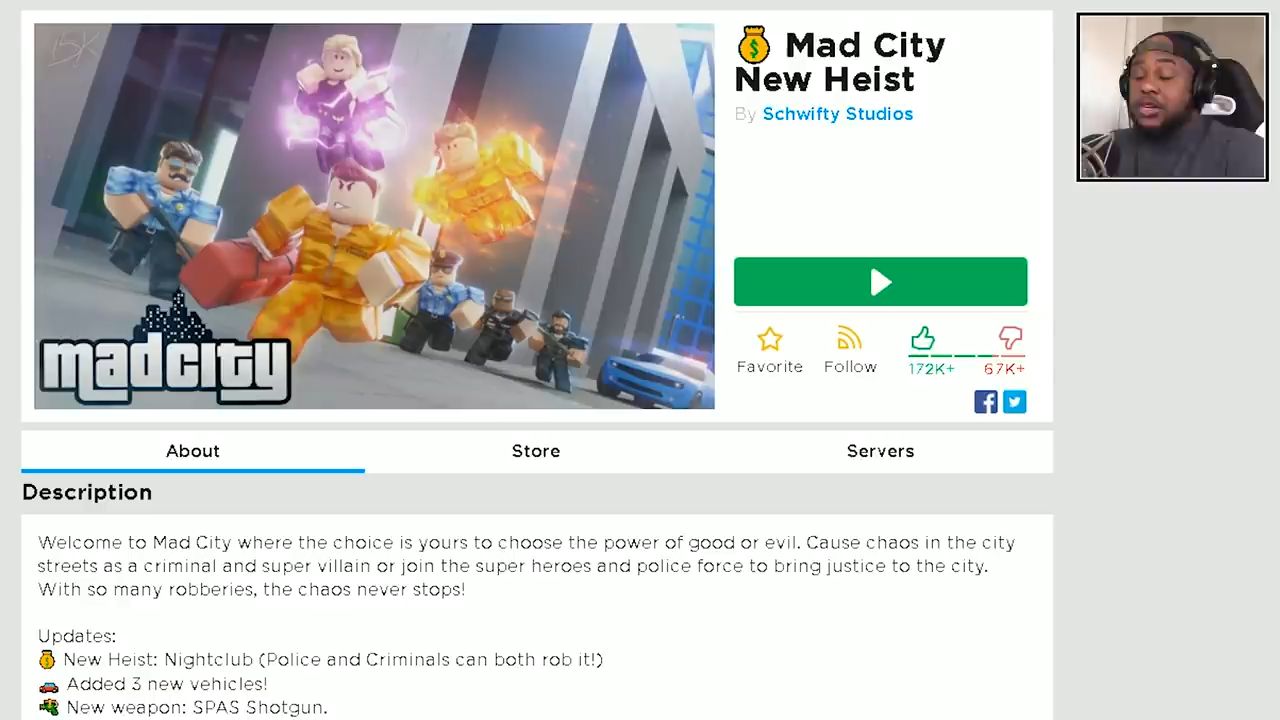 15K
💰 Mad City
New Heist
By Schwifty Studios
madcity
Favorite
Follow
172K+
67K+
About
Store
Servers
Description
Welcome to Mad City where the choice is yours to choose the power of good or evil. Cause chaos in the city
streets as a criminal and super villain or join the super heroes and police force to bring justice to the city.
With so many robberies, the chaos never stops!
Updates:
💰 New Heist: Nightclub (Police and Criminals can both rob it!)
🚗 Added 3 new vehicles!
🔫 New weapon: SPAS Shotgun.